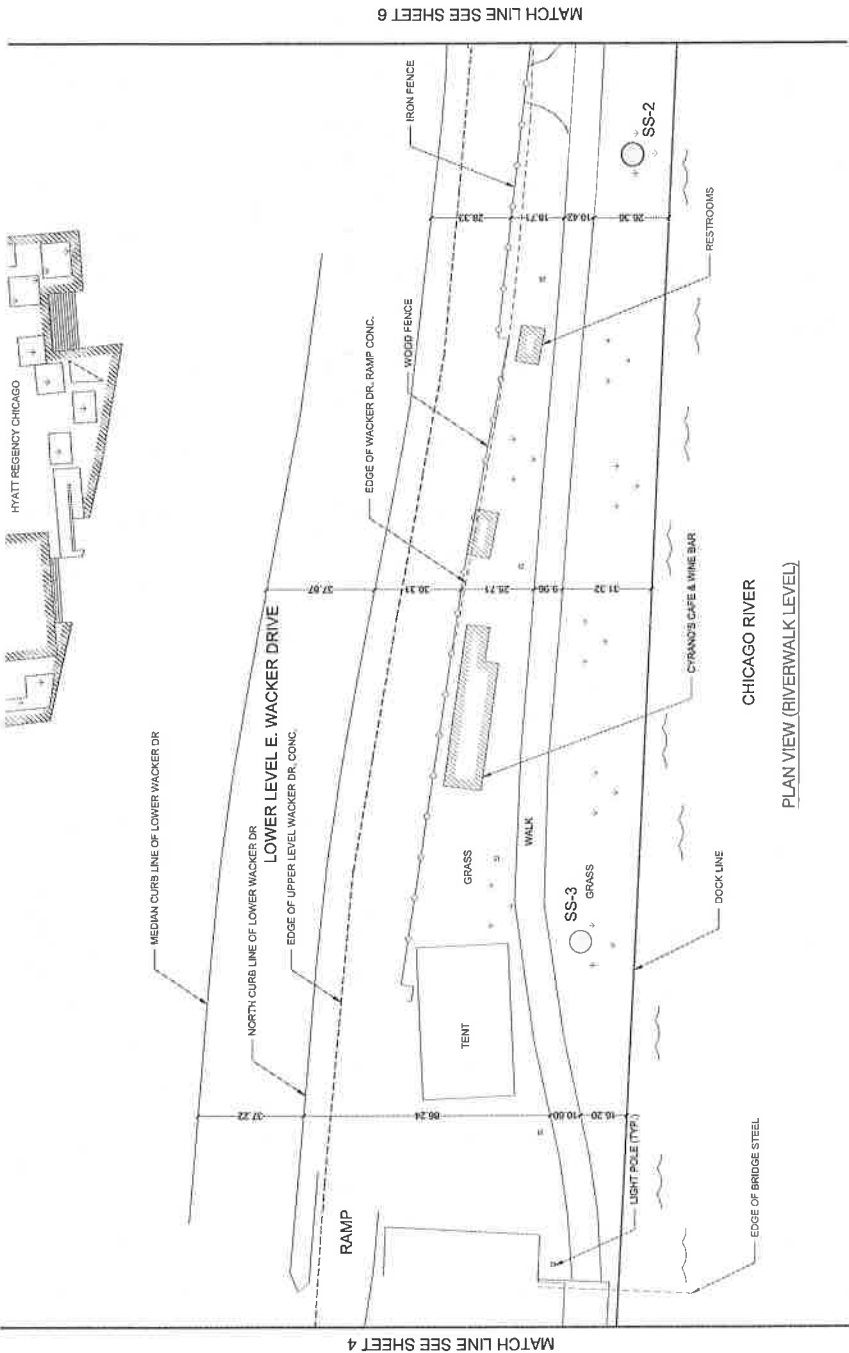 MATCH LINE SEE SHEET 6
HYATT REGENCY CHICAGO
IRON FENCE
SS-2
28.33
18.71
10.42
26.36
RESTROOMS
WOOD FENCE
EDGE OF WACKER DR. RAMP CONC.
MEDIAN CURB LINE OF LOWER WACKER DR
LOWER LEVEL E. WACKER DRIVE
NORTH CURB LINE OF LOWER WACKER DR
EDGE OF UPPER LEVEL WACKER DR, CONC.
37.67
30.31
25.71
9.96
31.32
CYRANO'S CAFE & WINE BAR
CHICAGO RIVER
PLAN VIEW (RIVERWALK LEVEL)
GRASS
WALK
SS-3
GRASS
DOCK LINE
TENT
37.22
86.24
10.60
16.20
LIGHT POLE (TYP.)
RAMP
EDGE OF BRIDGE STEEL
MATCH LINE SEE SHEET 4